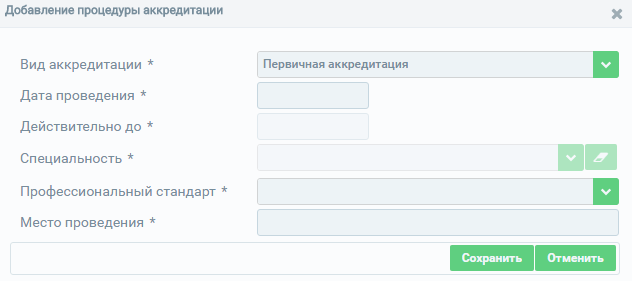 Добавление процедуры аккредитации
Вид аккредитации * Первичная аккредитация
Дата проведения *
Действительно до *
Специальность *
Профессиональный стандарт *
Место проведения *
Сохранить Отменить